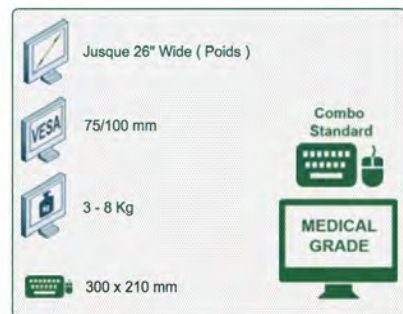 Jusque 26" Wide ( Poids )
VESA
75/100 mm
3 - 8 Kg
300 x 210 mm
Combo
Standard
MEDICAL
GRADE